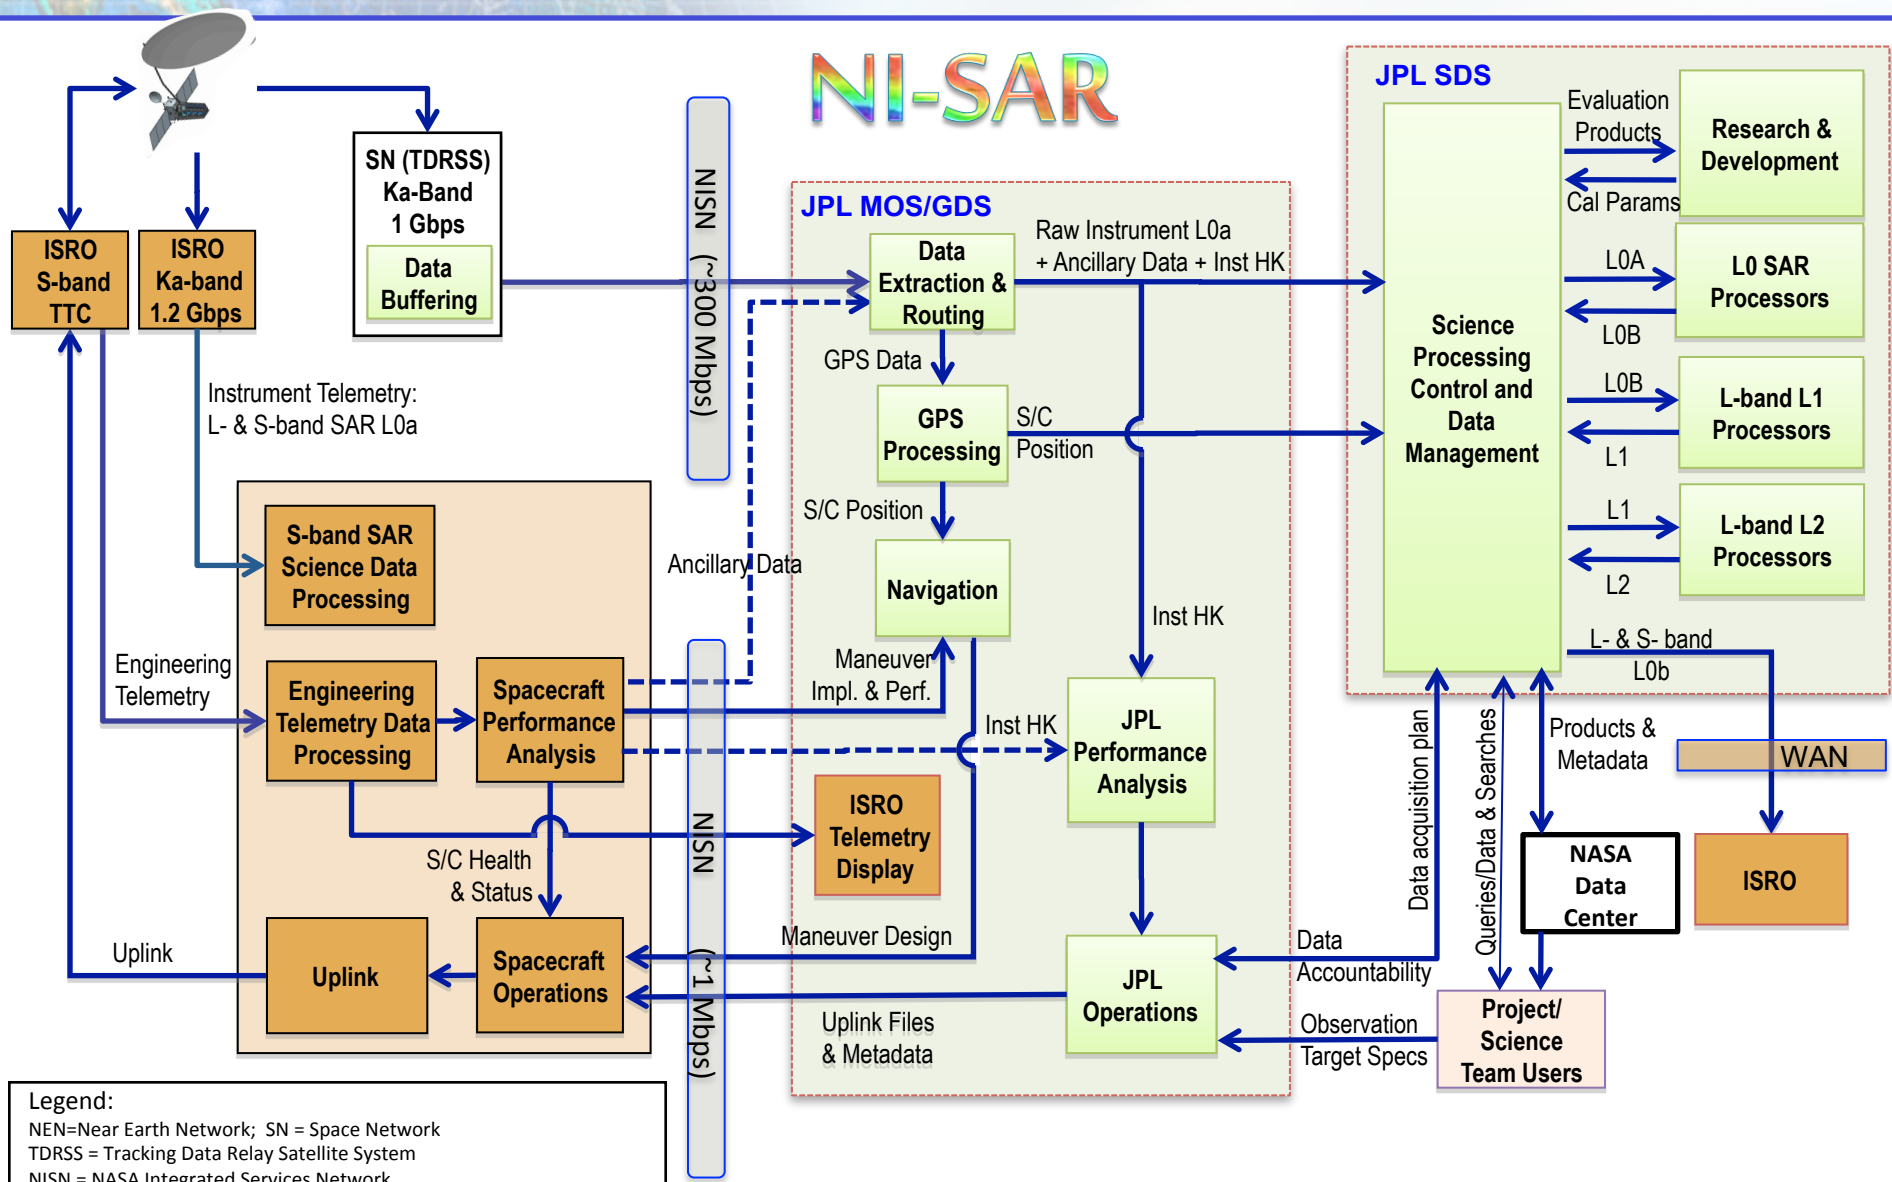 NI-SAR
JPL SDS
Evaluation
Products
Research &
Development
Cal Params
SN (TDRSS)
Ka-Band
1 Gbps
Data
Buffering
NISN (~300 Mbps)
JPL MOS/GDS
ISRO
S-band
TTC
ISRO
Ka-band
1.2 Gbps
Data
Extraction &
Routing
Raw Instrument L0a
+ Ancillary Data + Inst HK
L0A
L0 SAR
Processors
L0B
Science
Processing
Control and
Data
Management
GPS Data
Instrument Telemetry:
L- & S-band SAR L0a
GPS
Processing
S/C
Position
L0B
L-band L1
Processors
L1
S/C Position
L1
L-band L2
Processors
L2
S-band SAR
Science Data
Processing
Ancillary Data
Navigation
Inst HK
L- & S- band
L0b
Engineering
Telemetry
Engineering
Telemetry Data
Processing
Spacecraft
Performance
Analysis
Maneuver
Impl. & Perf.
Inst HK
JPL
Performance
Analysis
Data acquisition plan
Queries/Data & Searches
Products &
Metadata
WAN
ISRO
Telemetry
Display
NISN (~1 Mbps)
S/C Health
& Status
NASA
Data
Center
ISRO
Uplink
Uplink
Spacecraft
Operations
Maneuver Design
JPL
Operations
Data
Accountability
Uplink Files
& Metadata
Observation
Target Specs
Project/
Science
Team Users
Legend:
NEN=Near Earth Network; SN = Space Network
TDRSS = Tracking Data Relay Satellite System
NISN = NASA Integrated Services Network